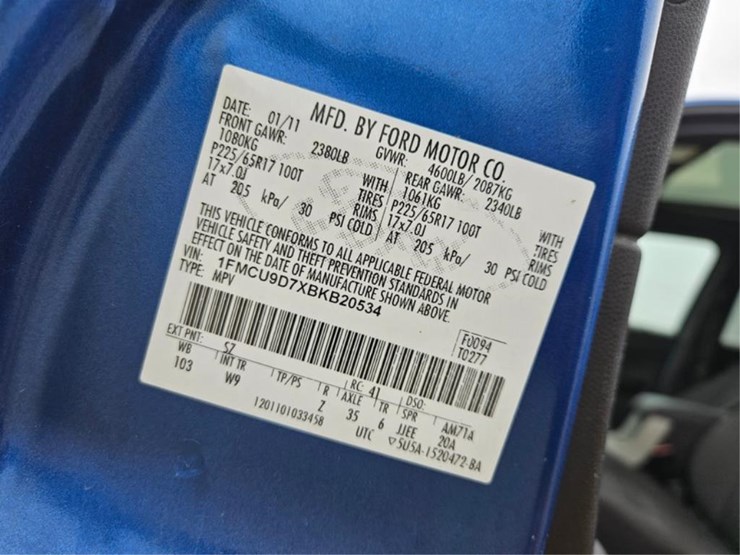 MFD. BY FORD MOTOR CO.
DATE: 01/11 GVWR: 4600LB/2087KG
FRONT GAWR: 2380LB REAR GAWR: 2340LB
1080KG WITH 1061KG WITH
P225/65R17 100T TIRES P225/65R17 100T TIRES
17x7.0J RIMS 17x7.0J RIMS
AT 205 kPa/ 30 PSI COLD AT 205 kPa/ 30 PSI COLD
THIS VEHICLE CONFORMS TO ALL APPLICABLE FEDERAL MOTOR
VEHICLE SAFETY AND THEFT PREVENTION STANDARDS IN
EFFECT ON THE DATE OF MANUFACTURE SHOWN ABOVE.
VIN: 1FMCU9D7XBKB20534
TYPE: MPV
F0094
T0277
EXT PNT: SZ RC: 41 DSO:
WB INT TR TP/PS R AXLE TR SPR AM71A
103 W9 Z 35 6 JJEE 20A
1201101033458 UTC ▽5U5A-1520472-BA